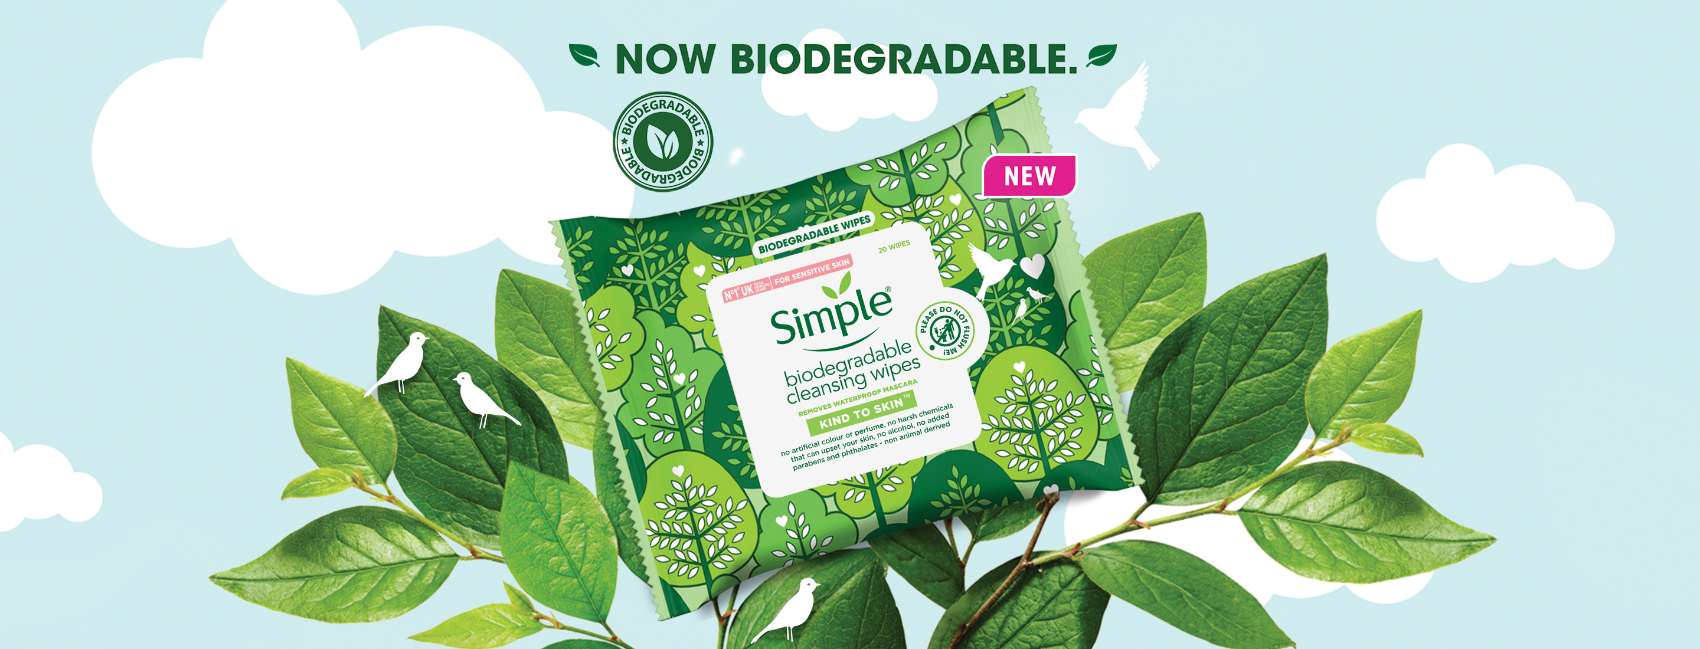 NOW BIODEGRADABLE.
BIODEGRADABLE ★ BIODEGRADABLE ★
NEW
BIODEGRADABLE WIPES
20 WIPES
Nº1 UK
FOR SENSITIVE SKIN
Simple®
PLEASE DO NOT FLUSH ME!
biodegradable
cleansing wipes
REMOVES WATERPROOF MASCARA
KIND TO SKIN™
no artificial colour or perfume, no harsh chemicals
that can upset your skin, no alcohol, no added
parabens and phthalates - non animal derived